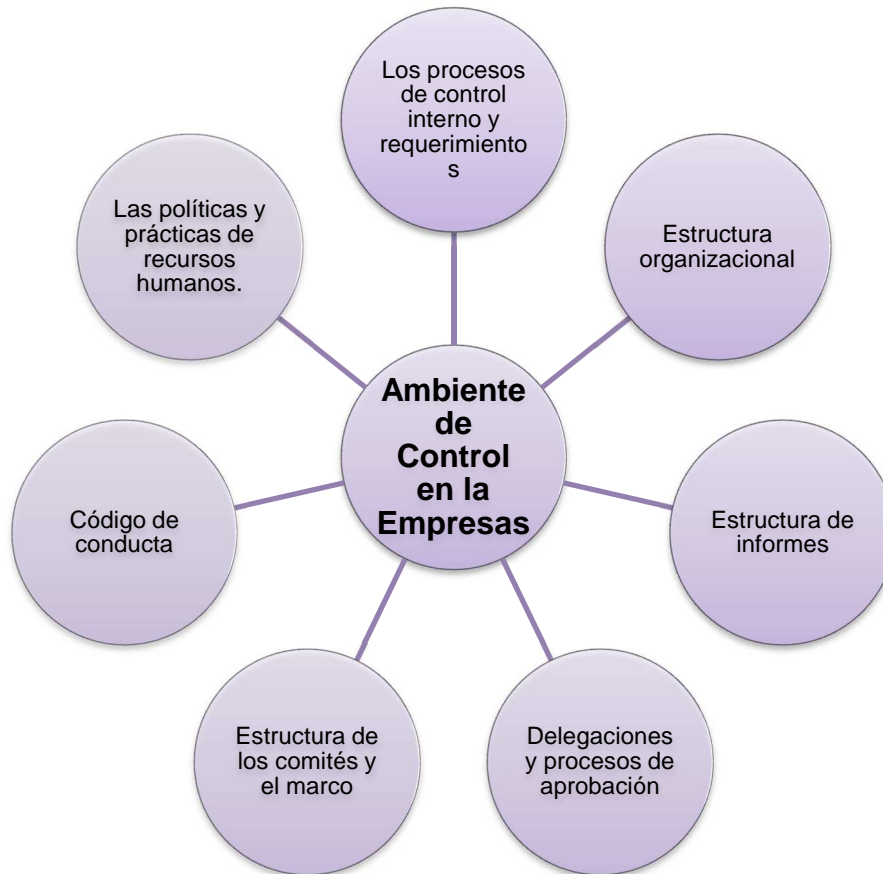 Los procesos
de control
interno y
requerimiento
s
Estructura
organizacional
Estructura de
informes
Delegaciones
y procesos de
aprobación
Estructura de
los comités y
el marco
Código de
conducta
Las políticas y
prácticas de
recursos
humanos.
Ambiente
de
Control
en la
Empresas